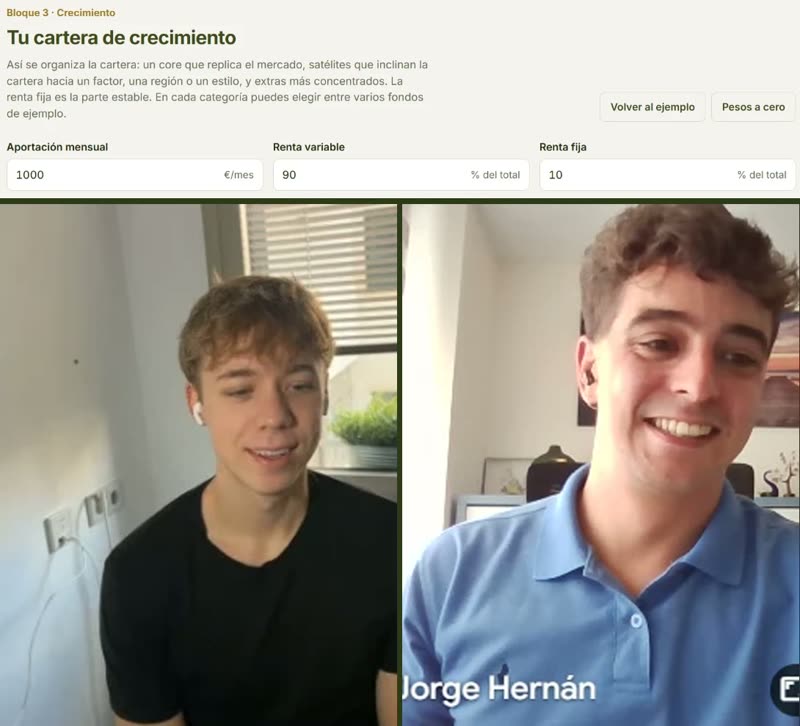 Bloque 3 · Crecimiento
Tu cartera de crecimiento
Así se organiza la cartera: un core que replica el mercado, satélites que inclinan la
cartera hacia un factor, una región o un estilo, y extras más concentrados. La
renta fija es la parte estable. En cada categoría puedes elegir entre varios fondos
de ejemplo.
Volver al ejemplo
Pesos a cero
Aportación mensual
Renta variable
Renta fija
1000 €/mes
90 % del total
10 % del total
Jorge Hernán